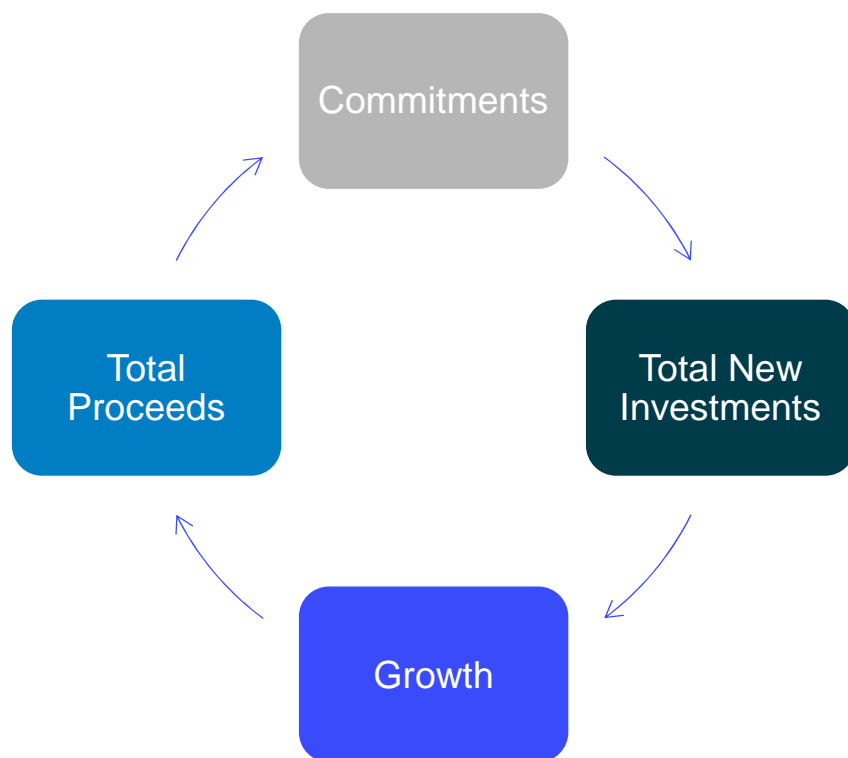 Commitments
Total New
Investments
Growth
Total
Proceeds